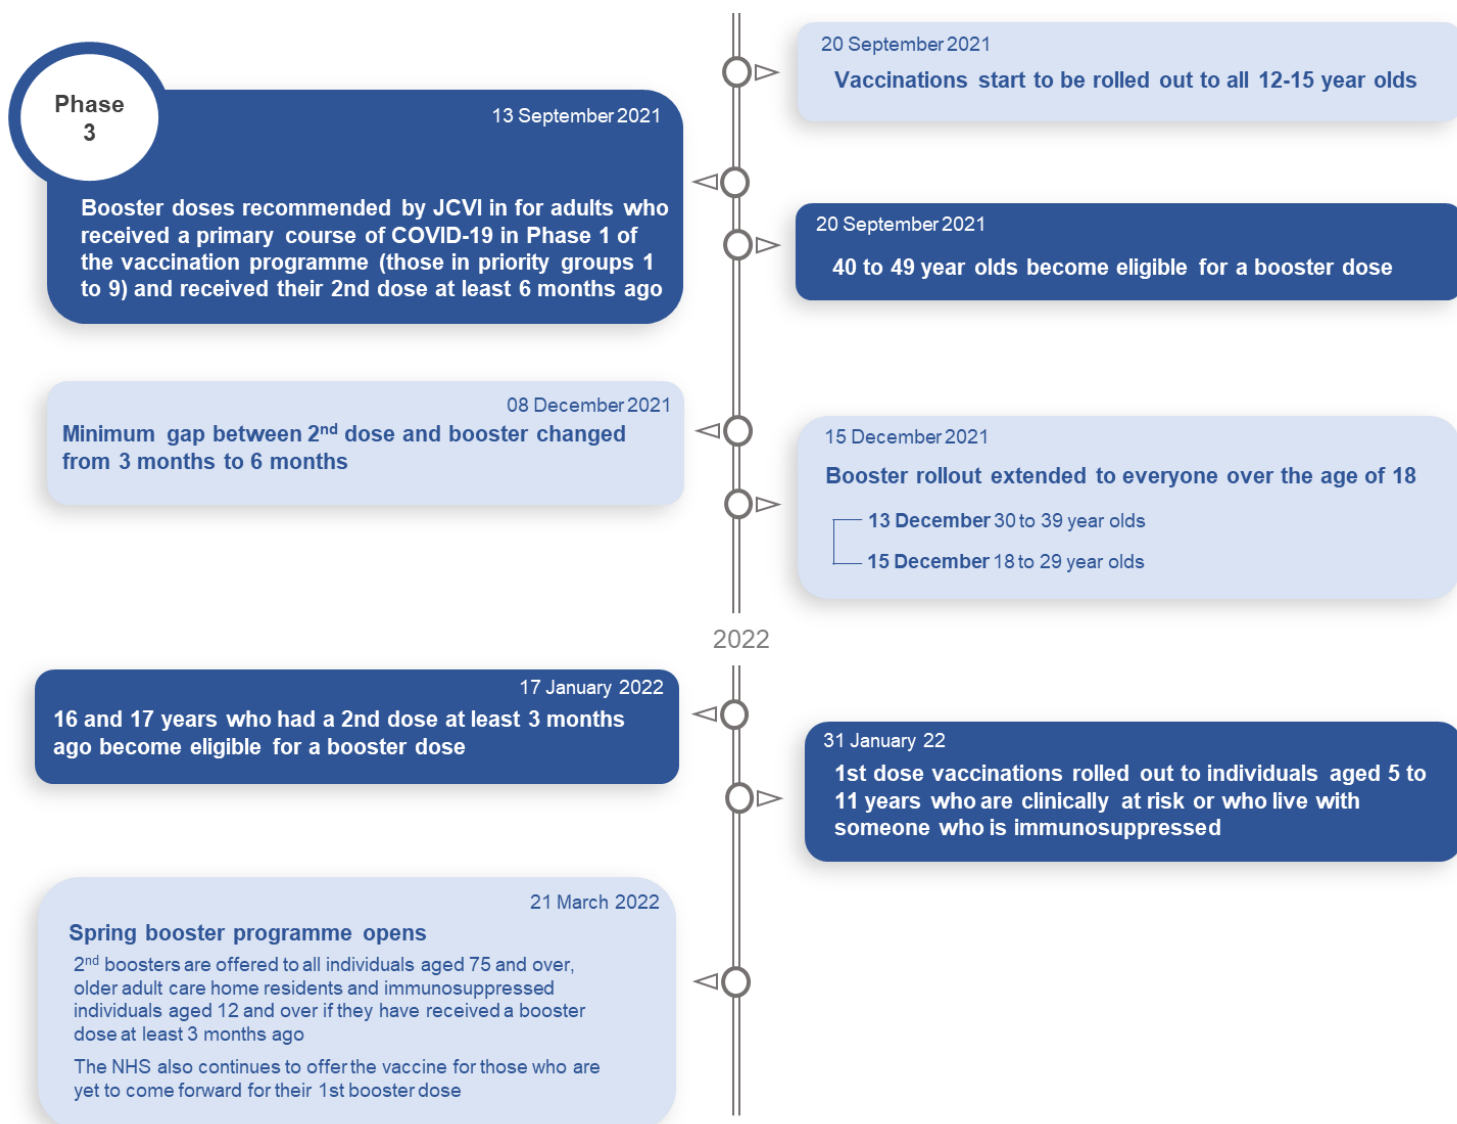 20 September 2021
Vaccinations start to be rolled out to all 12-15 year olds
Phase
3
13 September 2021
Booster doses recommended by JCVI in for adults who
received a primary course of COVID-19 in Phase 1 of
the vaccination programme (those in priority groups 1
to 9) and received their 2nd dose at least 6 months ago
20 September 2021
40 to 49 year olds become eligible for a booster dose
08 December 2021
Minimum gap between 2nd dose and booster changed
from 3 months to 6 months
15 December 2021
Booster rollout extended to everyone over the age of 18
13 December 30 to 39 year olds
15 December 18 to 29 year olds
2022
17 January 2022
16 and 17 years who had a 2nd dose at least 3 months
ago become eligible for a booster dose
31 January 22
1st dose vaccinations rolled out to individuals aged 5 to
11 years who are clinically at risk or who live with
someone who is immunosuppressed
21 March 2022
Spring booster programme opens
2nd boosters are offered to all individuals aged 75 and over,
older adult care home residents and immunosuppressed
individuals aged 12 and over if they have received a booster
dose at least 3 months ago
The NHS also continues to offer the vaccine for those who are
yet to come forward for their 1st booster dose